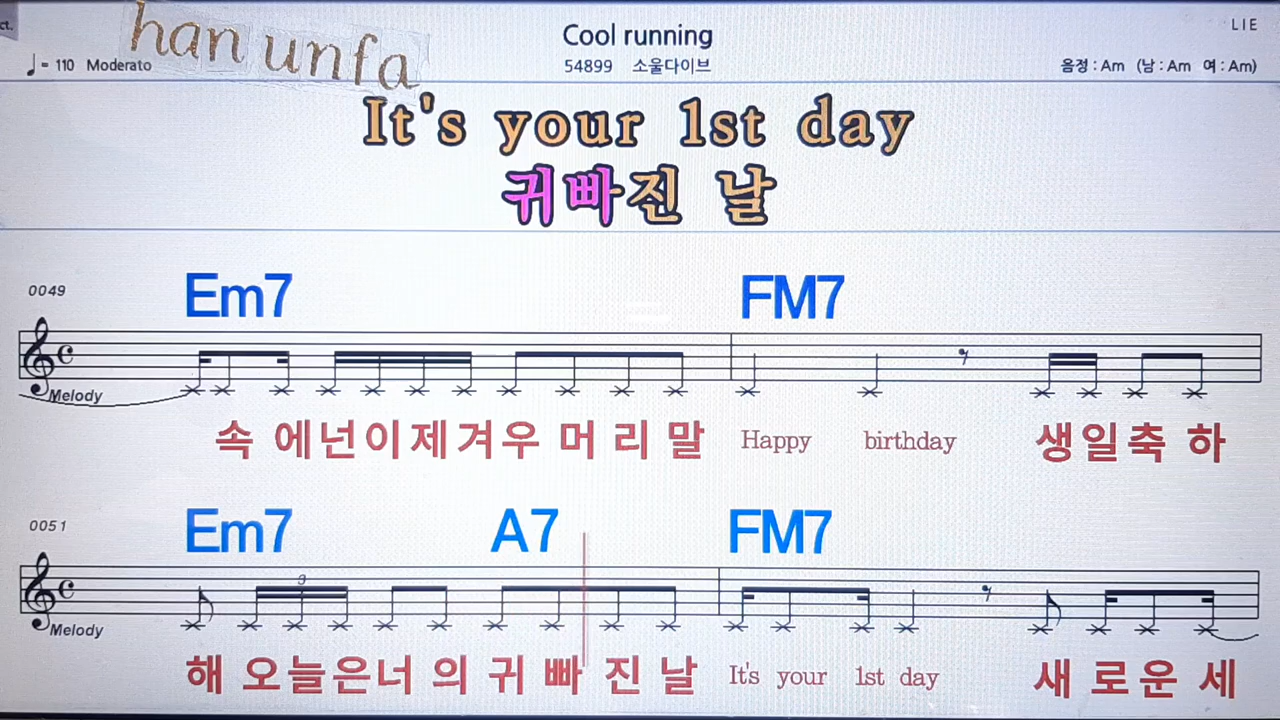 ct.
han unfa
Cool running
LIE
♩= 110 Moderato
54899 소울다이브
음정 : Am (남 : Am 여 : Am)
It's your 1st day
귀빠진 날
0049
Em7 FM7
Melody
속 에넌이제겨우 머 리 말 Happy birthday 생일축 하
0051
Em7 A7 FM7
3
Melody
해 오늘은너 의 귀 빠 진 날 It's your 1st day 새 로운 세